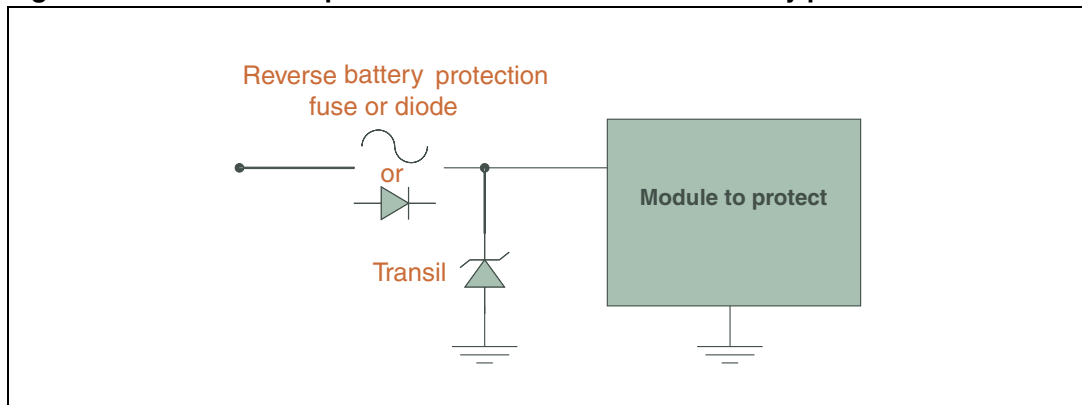 Reverse battery protection
fuse or diode
or
Module to protect
Transil